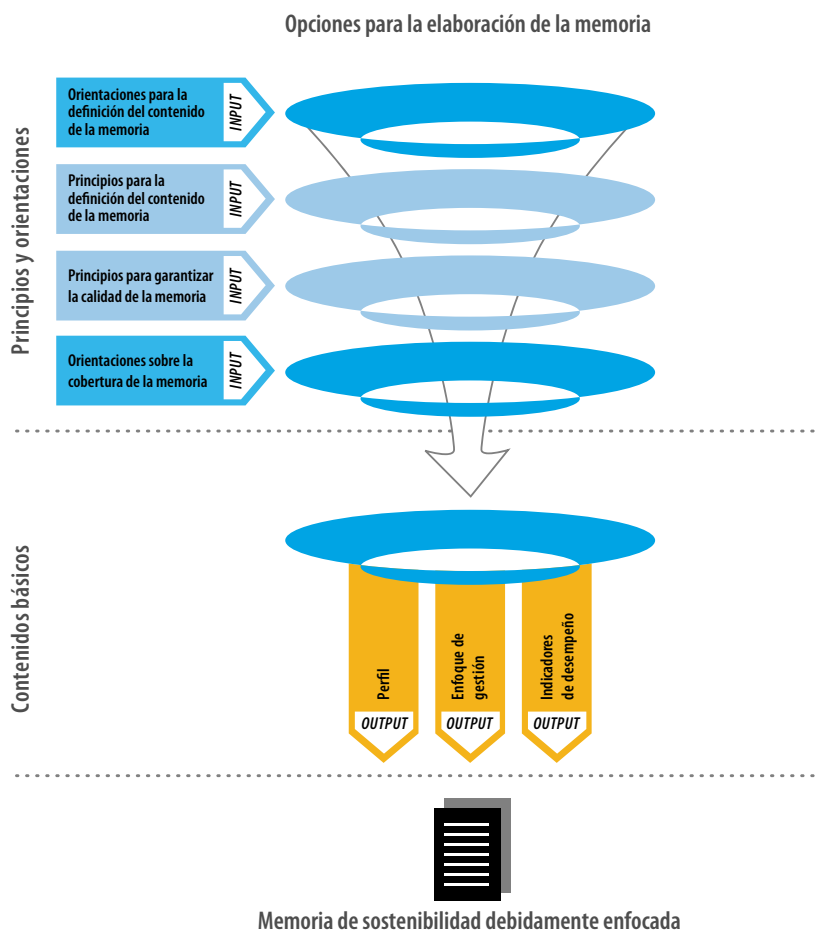 Opciones para la elaboración de la memoria
Principios y orientaciones
Orientaciones para la
definición del contenido
de la memoria
INPUT
Principios para la
definición del contenido
de la memoria
INPUT
Principios para garantizar
la calidad de la memoria
INPUT
Orientaciones sobre la
cobertura de la memoria
INPUT
Contenidos básicos
Perfil
OUTPUT
Enfoque de
gestión
OUTPUT
Indicadores
de desempeño
OUTPUT
Memoria de sostenibilidad debidamente enfocada